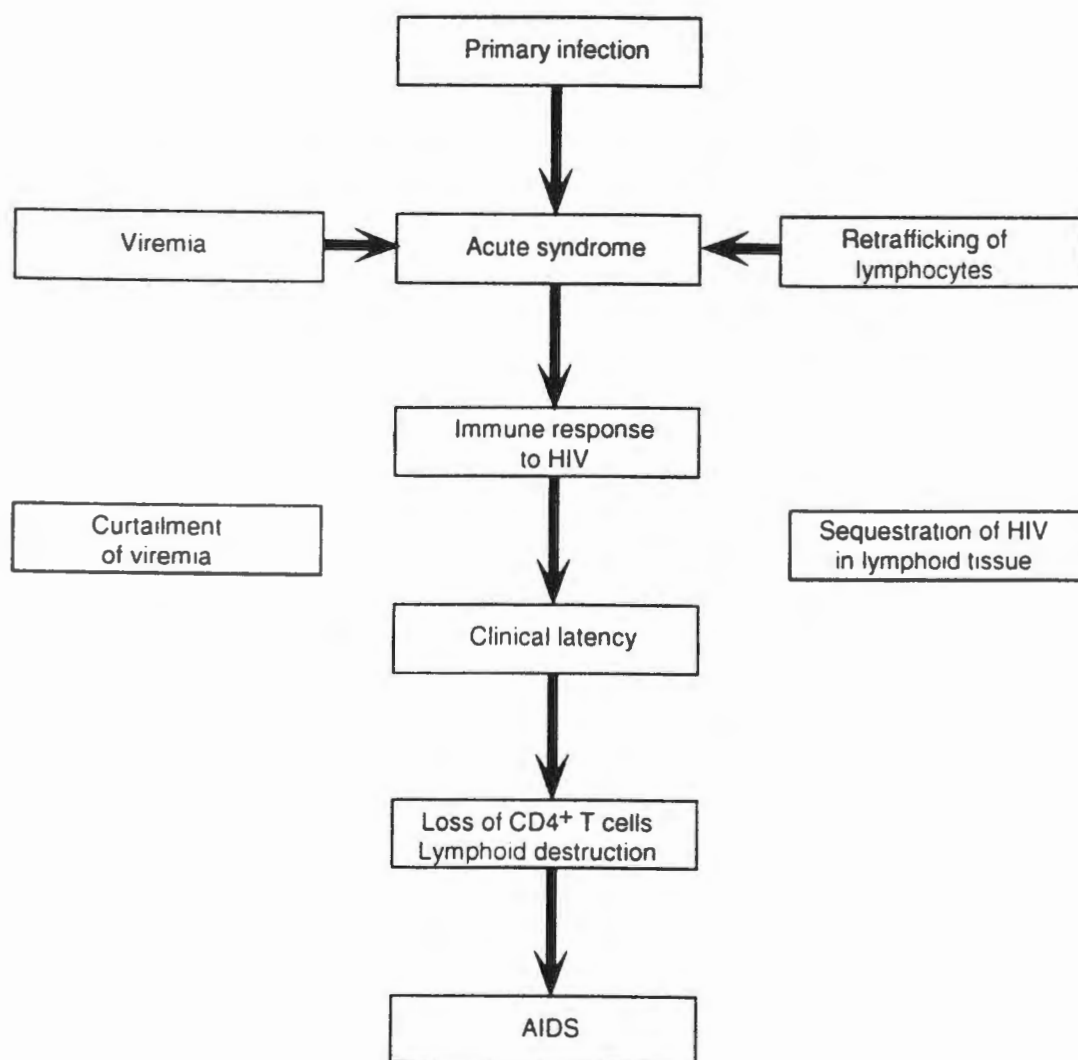 Primary infection
Viremia
Acute syndrome
Retrafficking of
lymphocytes
Immune response
to HIV
Curtailment
of viremia
Sequestration of HIV
in lymphoid tissue
Clinical latency
Loss of CD4+ T cells
Lymphoid destruction
AIDS